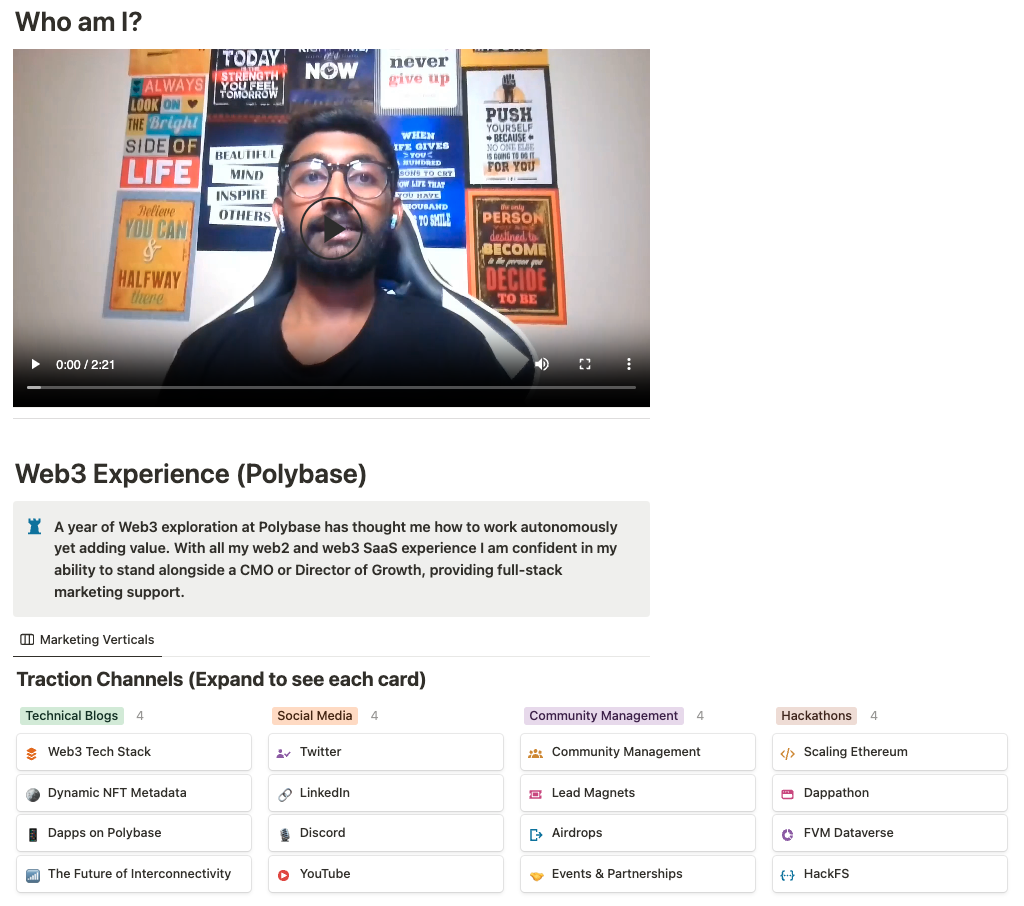 Who am I?
TODAY
IS THE
STRENGTH
YOU FEEL
TOMORROW
NOW
never
give up
ALWAYS
LOOK ON
THE Bright
SIDE OF
LIFE
BEAUTIFUL
MIND
INSPIRE
OTHERS
WHEN
IFE GIVES
YOU
A HUNDRED
SONS TO CRY
OW LIFE THAT
YOU HAVE
HOUSAND
TO SMILE
PUSH
YOURSELF
BECAUSE
NO ONE ELSE
IS GOING TO DO IT
FOR YOU
Believe
YOU CAN
&
HALFWAY
there
the only
PERSON
YOU ARE
destined to
BECOME
is the person you
DECIDE
TO BE
0:00 / 2:21
Web3 Experience (Polybase)
A year of Web3 exploration at Polybase has thought me how to work autonomously
yet adding value. With all my web2 and web3 SaaS experience I am confident in my
ability to stand alongside a CMO or Director of Growth, providing full-stack
marketing support.
Marketing Verticals
Traction Channels (Expand to see each card)
Technical Blogs 4
Social Media 4
Community Management 4
Hackathons 4
Web3 Tech Stack
Twitter
Community Management
Scaling Ethereum
Dynamic NFT Metadata
LinkedIn
Lead Magnets
Dappathon
Dapps on Polybase
Discord
Airdrops
FVM Dataverse
The Future of Interconnectivity
YouTube
Events & Partnerships
HackFS